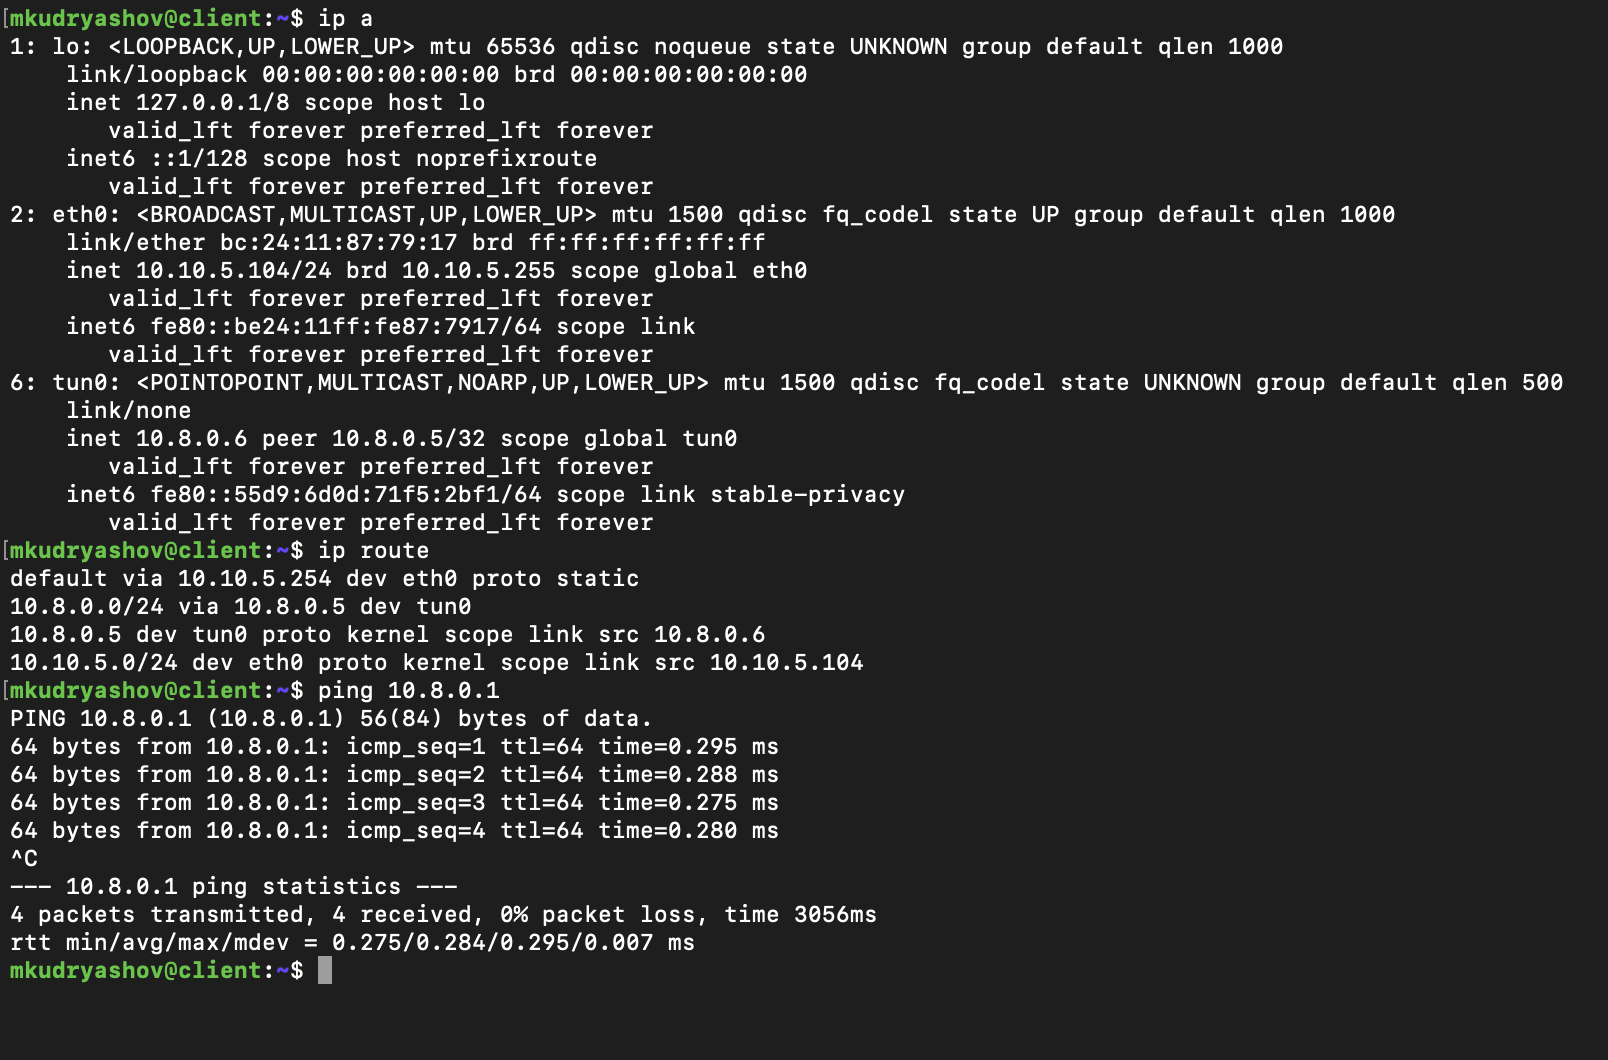 [mkudryashov@client:~$ ip a
1: lo: <LOOPBACK,UP,LOWER_UP> mtu 65536 qdisc noqueue state UNKNOWN group default qlen 1000
    link/loopback 00:00:00:00:00:00 brd 00:00:00:00:00:00
    inet 127.0.0.1/8 scope host lo
       valid_lft forever preferred_lft forever
    inet6 ::1/128 scope host noprefixroute
       valid_lft forever preferred_lft forever
2: eth0: <BROADCAST,MULTICAST,UP,LOWER_UP> mtu 1500 qdisc fq_codel state UP group default qlen 1000
    link/ether bc:24:11:87:79:17 brd ff:ff:ff:ff:ff:ff
    inet 10.10.5.104/24 brd 10.10.5.255 scope global eth0
       valid_lft forever preferred_lft forever
    inet6 fe80::be24:11ff:fe87:7917/64 scope link
       valid_lft forever preferred_lft forever
6: tun0: <POINTOPOINT,MULTICAST,NOARP,UP,LOWER_UP> mtu 1500 qdisc fq_codel state UNKNOWN group default qlen 500
    link/none
    inet 10.8.0.6 peer 10.8.0.5/32 scope global tun0
       valid_lft forever preferred_lft forever
    inet6 fe80::55d9:6d0d:71f5:2bf1/64 scope link stable-privacy
       valid_lft forever preferred_lft forever
[mkudryashov@client:~$ ip route
default via 10.10.5.254 dev eth0 proto static
10.8.0.0/24 via 10.8.0.5 dev tun0
10.8.0.5 dev tun0 proto kernel scope link src 10.8.0.6
10.10.5.0/24 dev eth0 proto kernel scope link src 10.10.5.104
[mkudryashov@client:~$ ping 10.8.0.1
PING 10.8.0.1 (10.8.0.1) 56(84) bytes of data.
64 bytes from 10.8.0.1: icmp_seq=1 ttl=64 time=0.295 ms
64 bytes from 10.8.0.1: icmp_seq=2 ttl=64 time=0.288 ms
64 bytes from 10.8.0.1: icmp_seq=3 ttl=64 time=0.275 ms
64 bytes from 10.8.0.1: icmp_seq=4 ttl=64 time=0.280 ms
^C
--- 10.8.0.1 ping statistics ---
4 packets transmitted, 4 received, 0% packet loss, time 3056ms
rtt min/avg/max/mdev = 0.275/0.284/0.295/0.007 ms
mkudryashov@client:~$